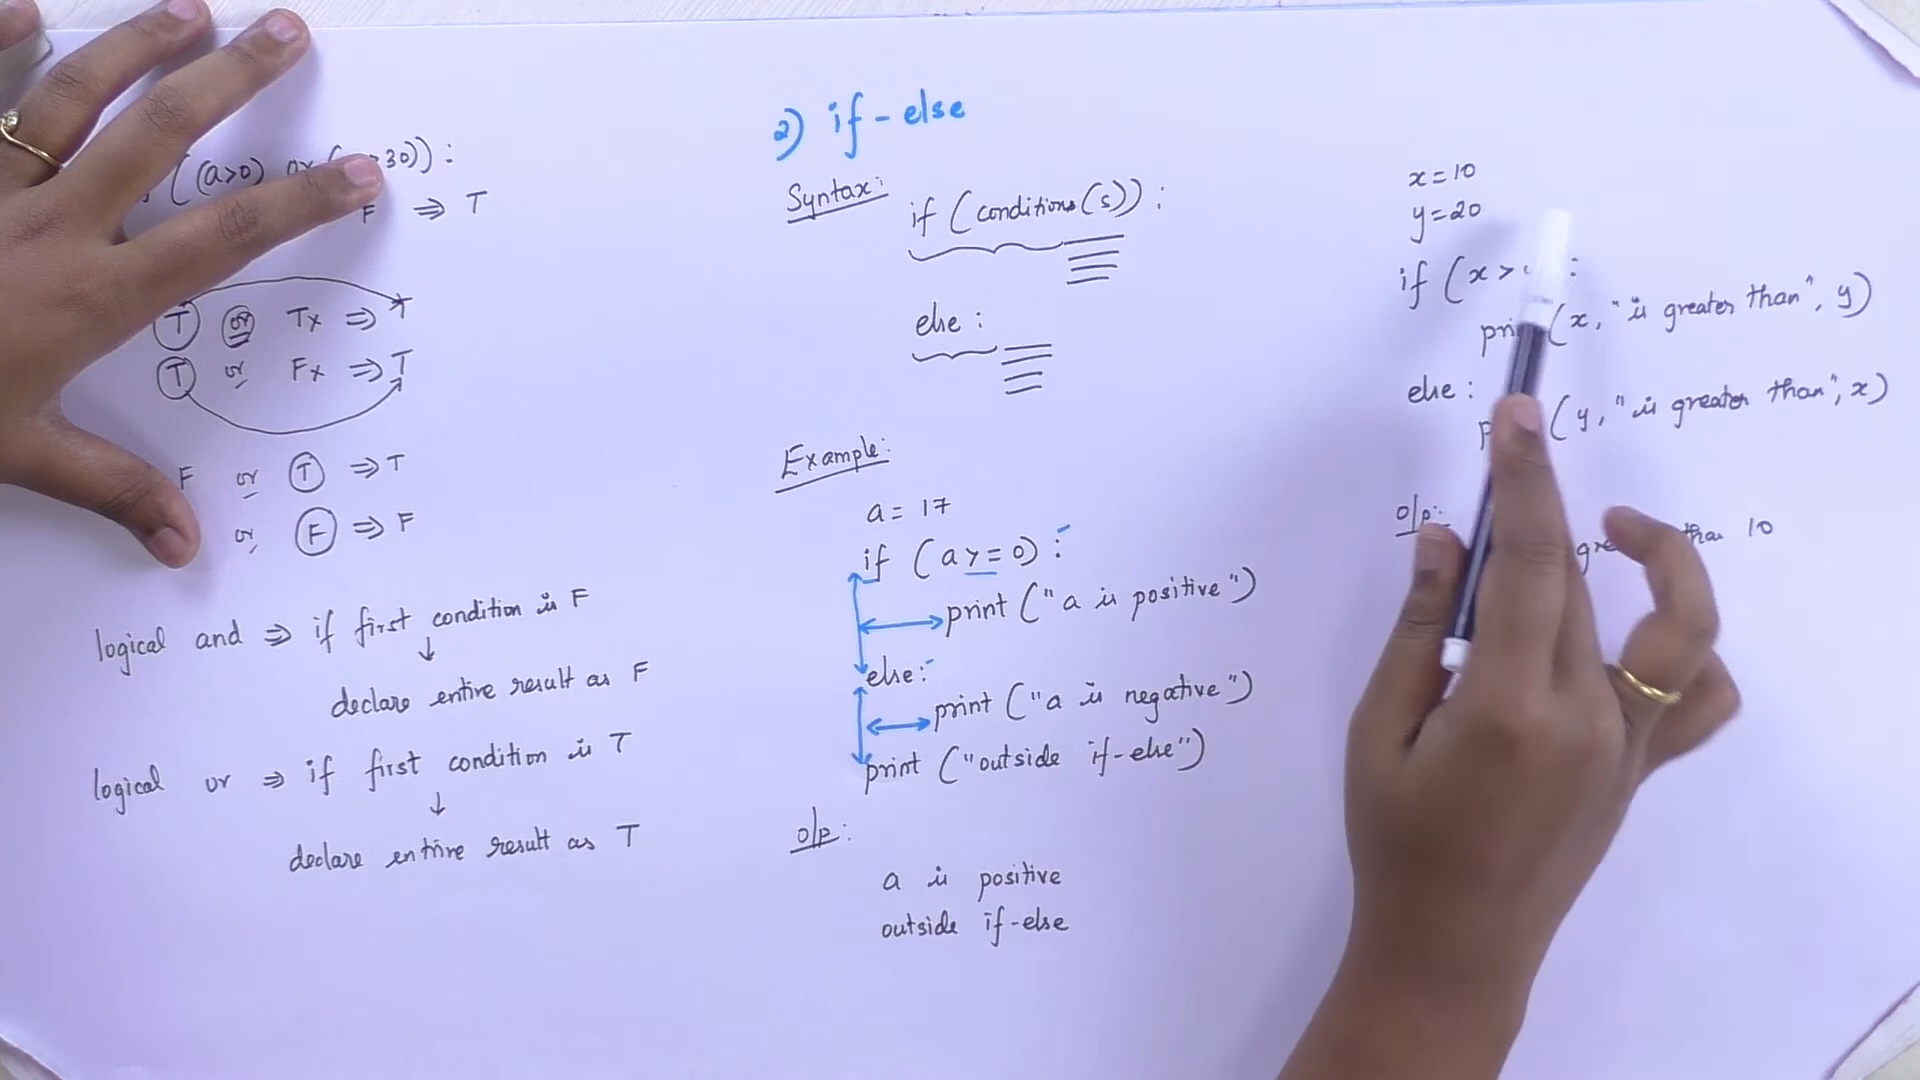 ((a>0) or 30)):
F ⇒ T
T or Tx ⇒ T
T or Fx ⇒ T
F or T ⇒ T
or F ⇒ F
logical and ⇒ if first condition is F
↓
declare entire result as F
logical or ⇒ if first condition is T
↓
declare entire result as T
2) if-else
Syntax:
if (conditions(s)):
else:
Example:
a = 17
if (a>=0):
print ("a is positive")
else:
print ("a is negative")
print ("outside if-else")
o/p:
a is positive
outside if-else
x=10
y=20
if (x> :
(x, "is greater than", y)
else:
(y, "is greater than", x)
o/p:
than 10